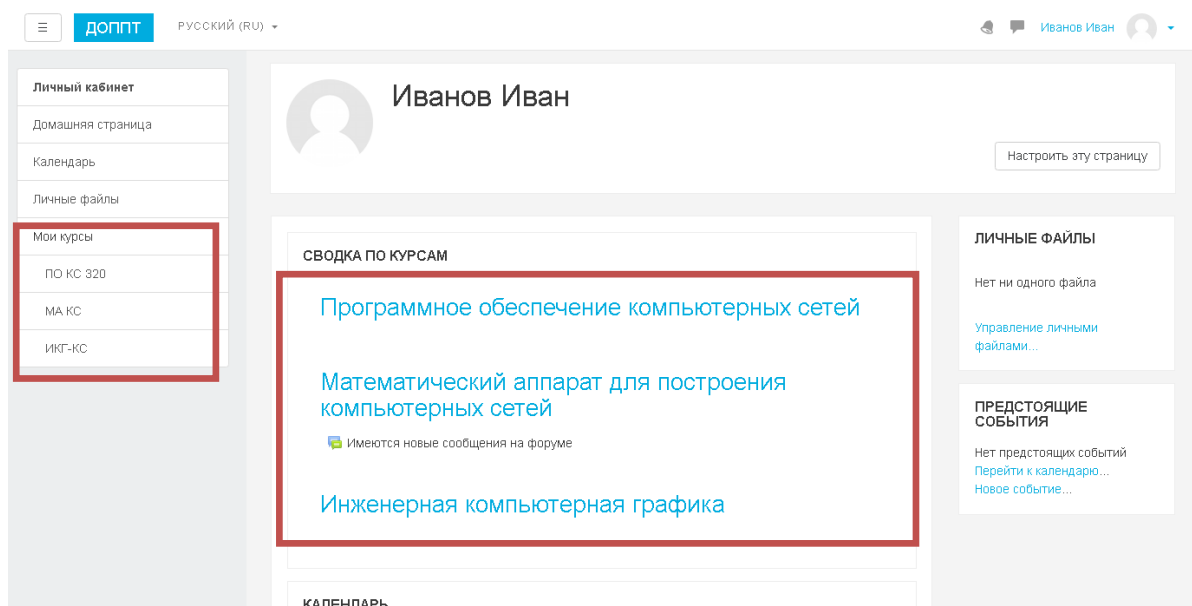 ☰ ДОППТ РУССКИЙ (RU) Иванов Иван
Личный кабинет
Домашняя страница
Календарь
Личные файлы
Мои курсы
ПО КС 320
МА КС
ИКГ-КС
Иванов Иван
Настроить эту страницу
СВОДКА ПО КУРСАМ
Программное обеспечение компьютерных сетей
Математический аппарат для построения
компьютерных сетей
Имеются новые сообщения на форуме
Инженерная компьютерная графика
КАЛЕНДАРЬ
ЛИЧНЫЕ ФАЙЛЫ
Нет ни одного файла
Управление личными
файлами...
ПРЕДСТОЯЩИЕ
СОБЫТИЯ
Нет предстоящих событий
Перейти к календарю...
Новое событие...